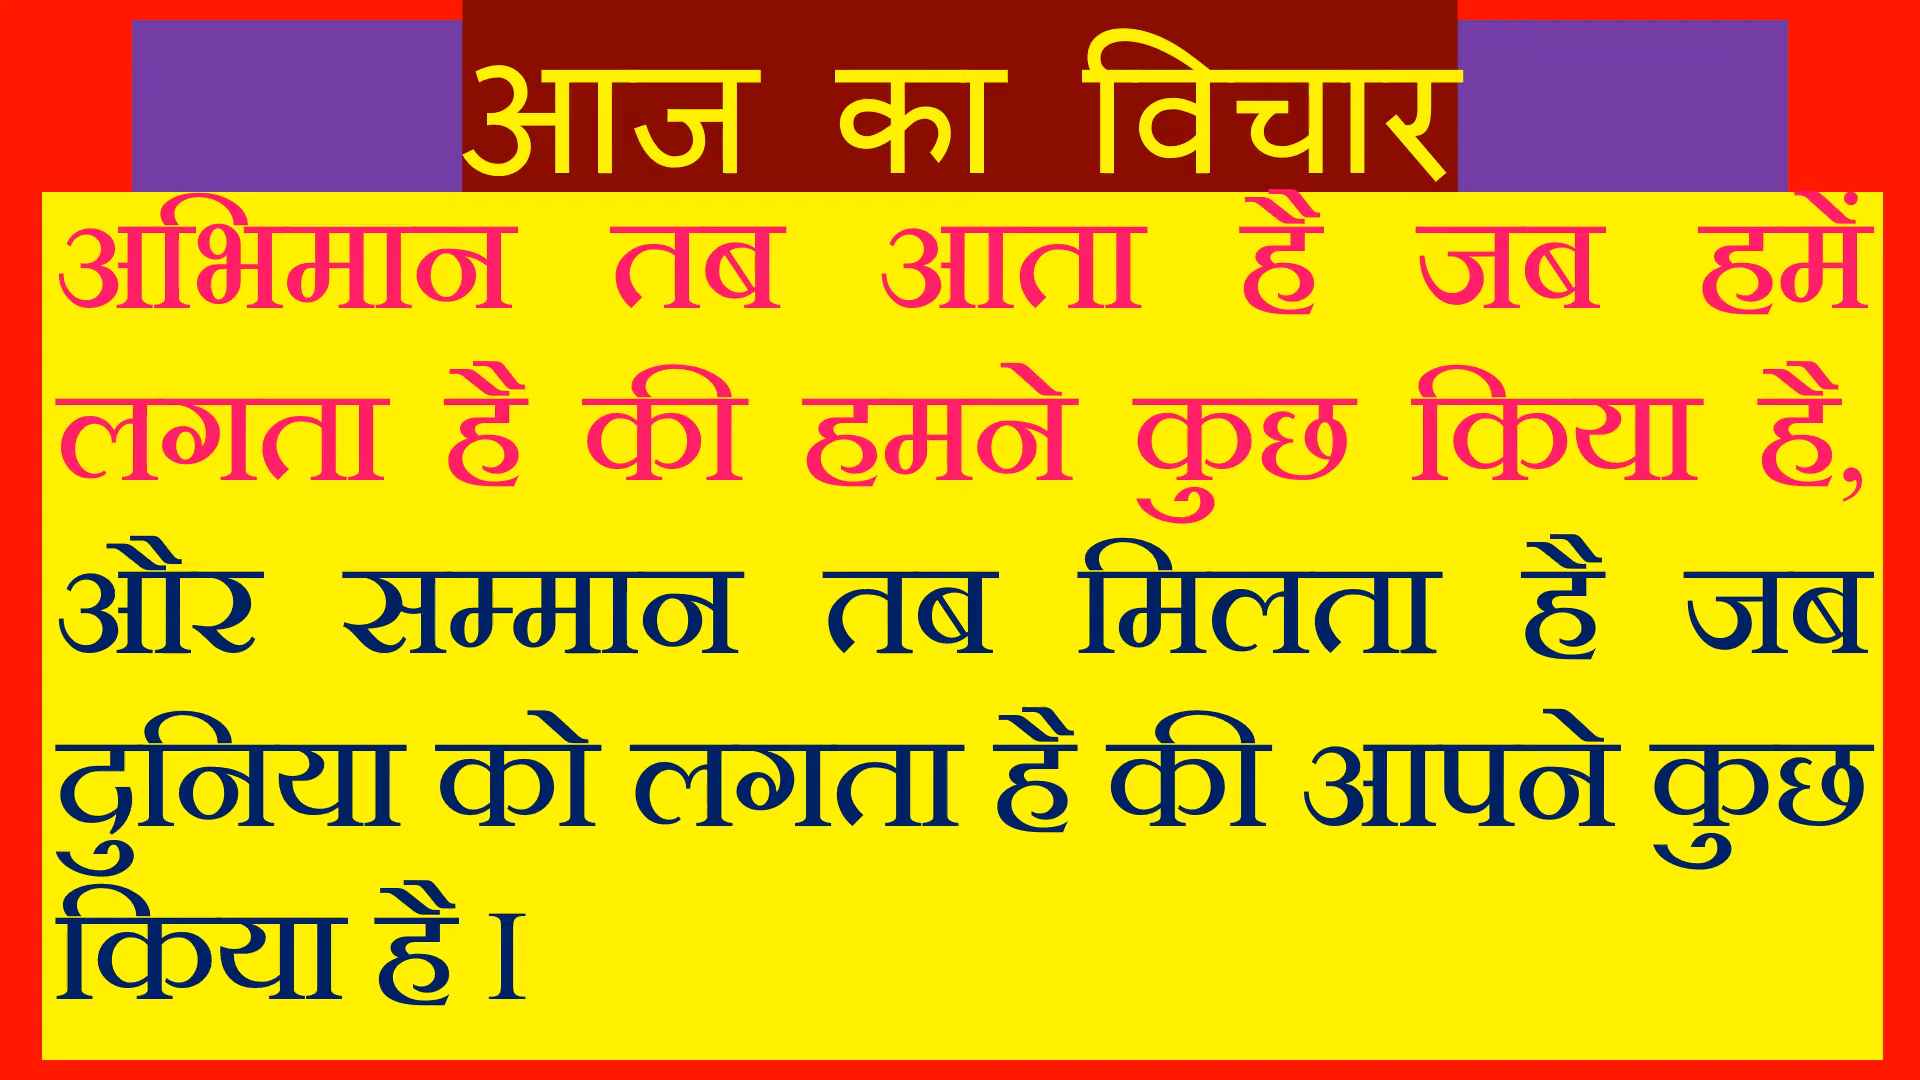 आज का विचार
अभिमान तब आता है जब हमें
लगता है की हमने कुछ किया है,
और सम्मान तब मिलता है जब
दुनिया को लगता है की आपने कुछ
किया है I